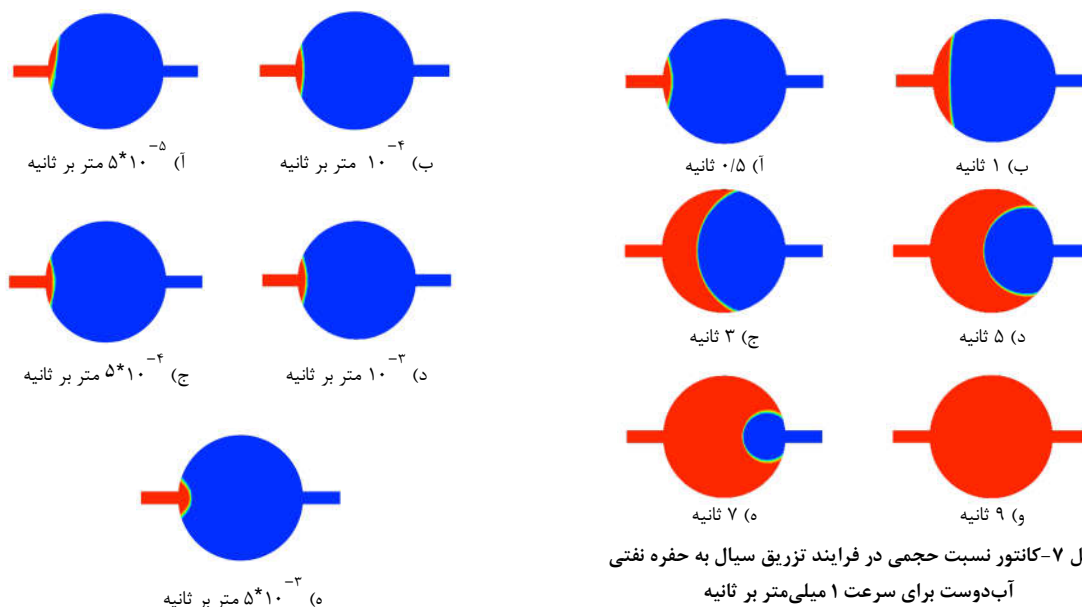 آ) ۵*۱۰^-۵ متر بر ثانیه
ب) ۱۰^-۴ متر بر ثانیه
ج) ۵*۱۰^-۴ متر بر ثانیه
د) ۱۰^-۳ متر بر ثانیه
ه) ۵*۱۰^-۳ متر بر ثانیه
آ) ۰/۵ ثانیه
ب) ۱ ثانیه
ج) ۳ ثانیه
د) ۵ ثانیه
ه) ۷ ثانیه
و) ۹ ثانیه
ل ۷-کانتور نسبت حجمی در فرایند تزریق سیال به حفره نفتی
آب‌دوست برای سرعت ۱ میلی‌متر بر ثانیه